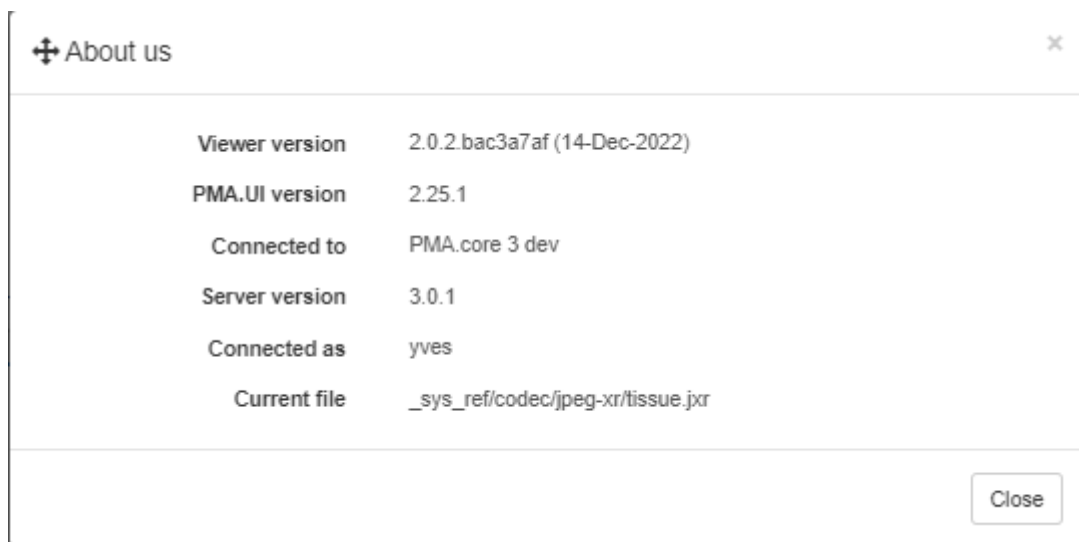 About us ×
Viewer version 2.0.2.bac3a7af (14-Dec-2022)
PMA.UI version 2.25.1
Connected to PMA.core 3 dev
Server version 3.0.1
Connected as yves
Current file _sys_ref/codec/jpeg-xr/tissue.jxr
Close